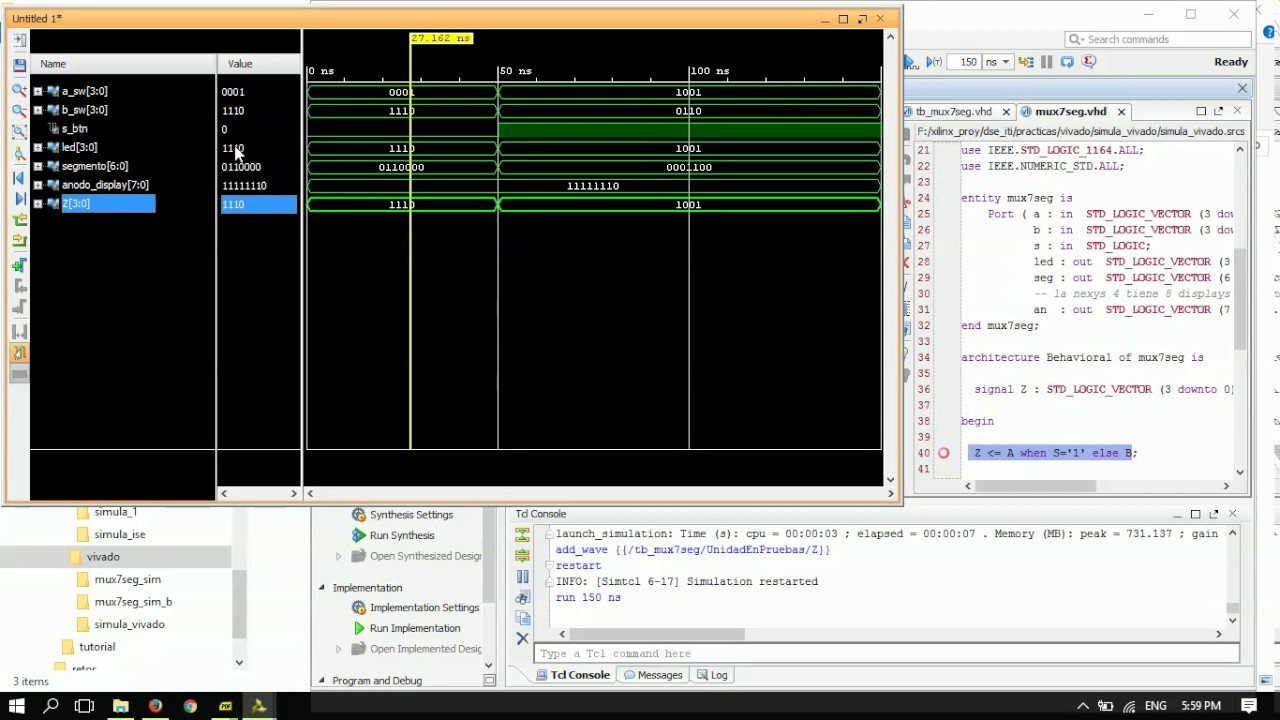 Untitled 1*
27.162 ns
Name
Value
0 ns
50 ns
100 ns
a_sw[3:0]
0001
0001
1001
b_sw[3:0]
1110
1110
0110
s_btn
0
led[3:0]
1110
1110
1001
segmento[6:0]
0110000
0110000
0001100
anodo_display[7:0]
11111110
11111110
Z[3:0]
1110
1110
1001
Search commands
150
ns
Ready
tb_mux7seg.vhd
mux7seg.vhd
F:/xilinx_proy/dse_iti/practicas/vivado/simula_vivado/simula_vivado.srcs
21 use IEEE.STD_LOGIC_1164.ALL;
22 use IEEE.NUMERIC_STD.ALL;
23
24 entity mux7seg is
25 Port ( a : in STD_LOGIC_VECTOR (3 dow
26 b : in STD_LOGIC_VECTOR (3 dow
27 s : in STD_LOGIC;
28 led : out STD_LOGIC_VECTOR (3
29 seg : out STD_LOGIC_VECTOR (6
30 -- la nexys 4 tiene 8 displays
31 an : out STD_LOGIC_VECTOR (7
32 end mux7seg;
33
34 architecture Behavioral of mux7seg is
35
36 signal Z : STD_LOGIC_VECTOR (3 downto 0)
37
38 begin
39
40 Z <= A when S='1' else B;
41
simula_1
simula_ise
vivado
mux7seg_sim
mux7seg_sim_b
simula_vivado
tutorial
retos
3 items
Synthesis Settings
Run Synthesis
Open Synthesized Design
Implementation
Implementation Settings
Run Implementation
Open Implemented Desig
Program and Debug
Tcl Console
launch_simulation: Time (s): cpu = 00:00:03 ; elapsed = 00:00:07 . Memory (MB): peak = 731.137 ; gain
add_wave {{/tb_mux7seg/UnidadEnPruebas/Z}}
restart
INFO: [Simtcl 6-17] Simulation restarted
run 150 ns
Type a Tcl command here
Tcl Console
Messages
Log
ENG
5:59 PM